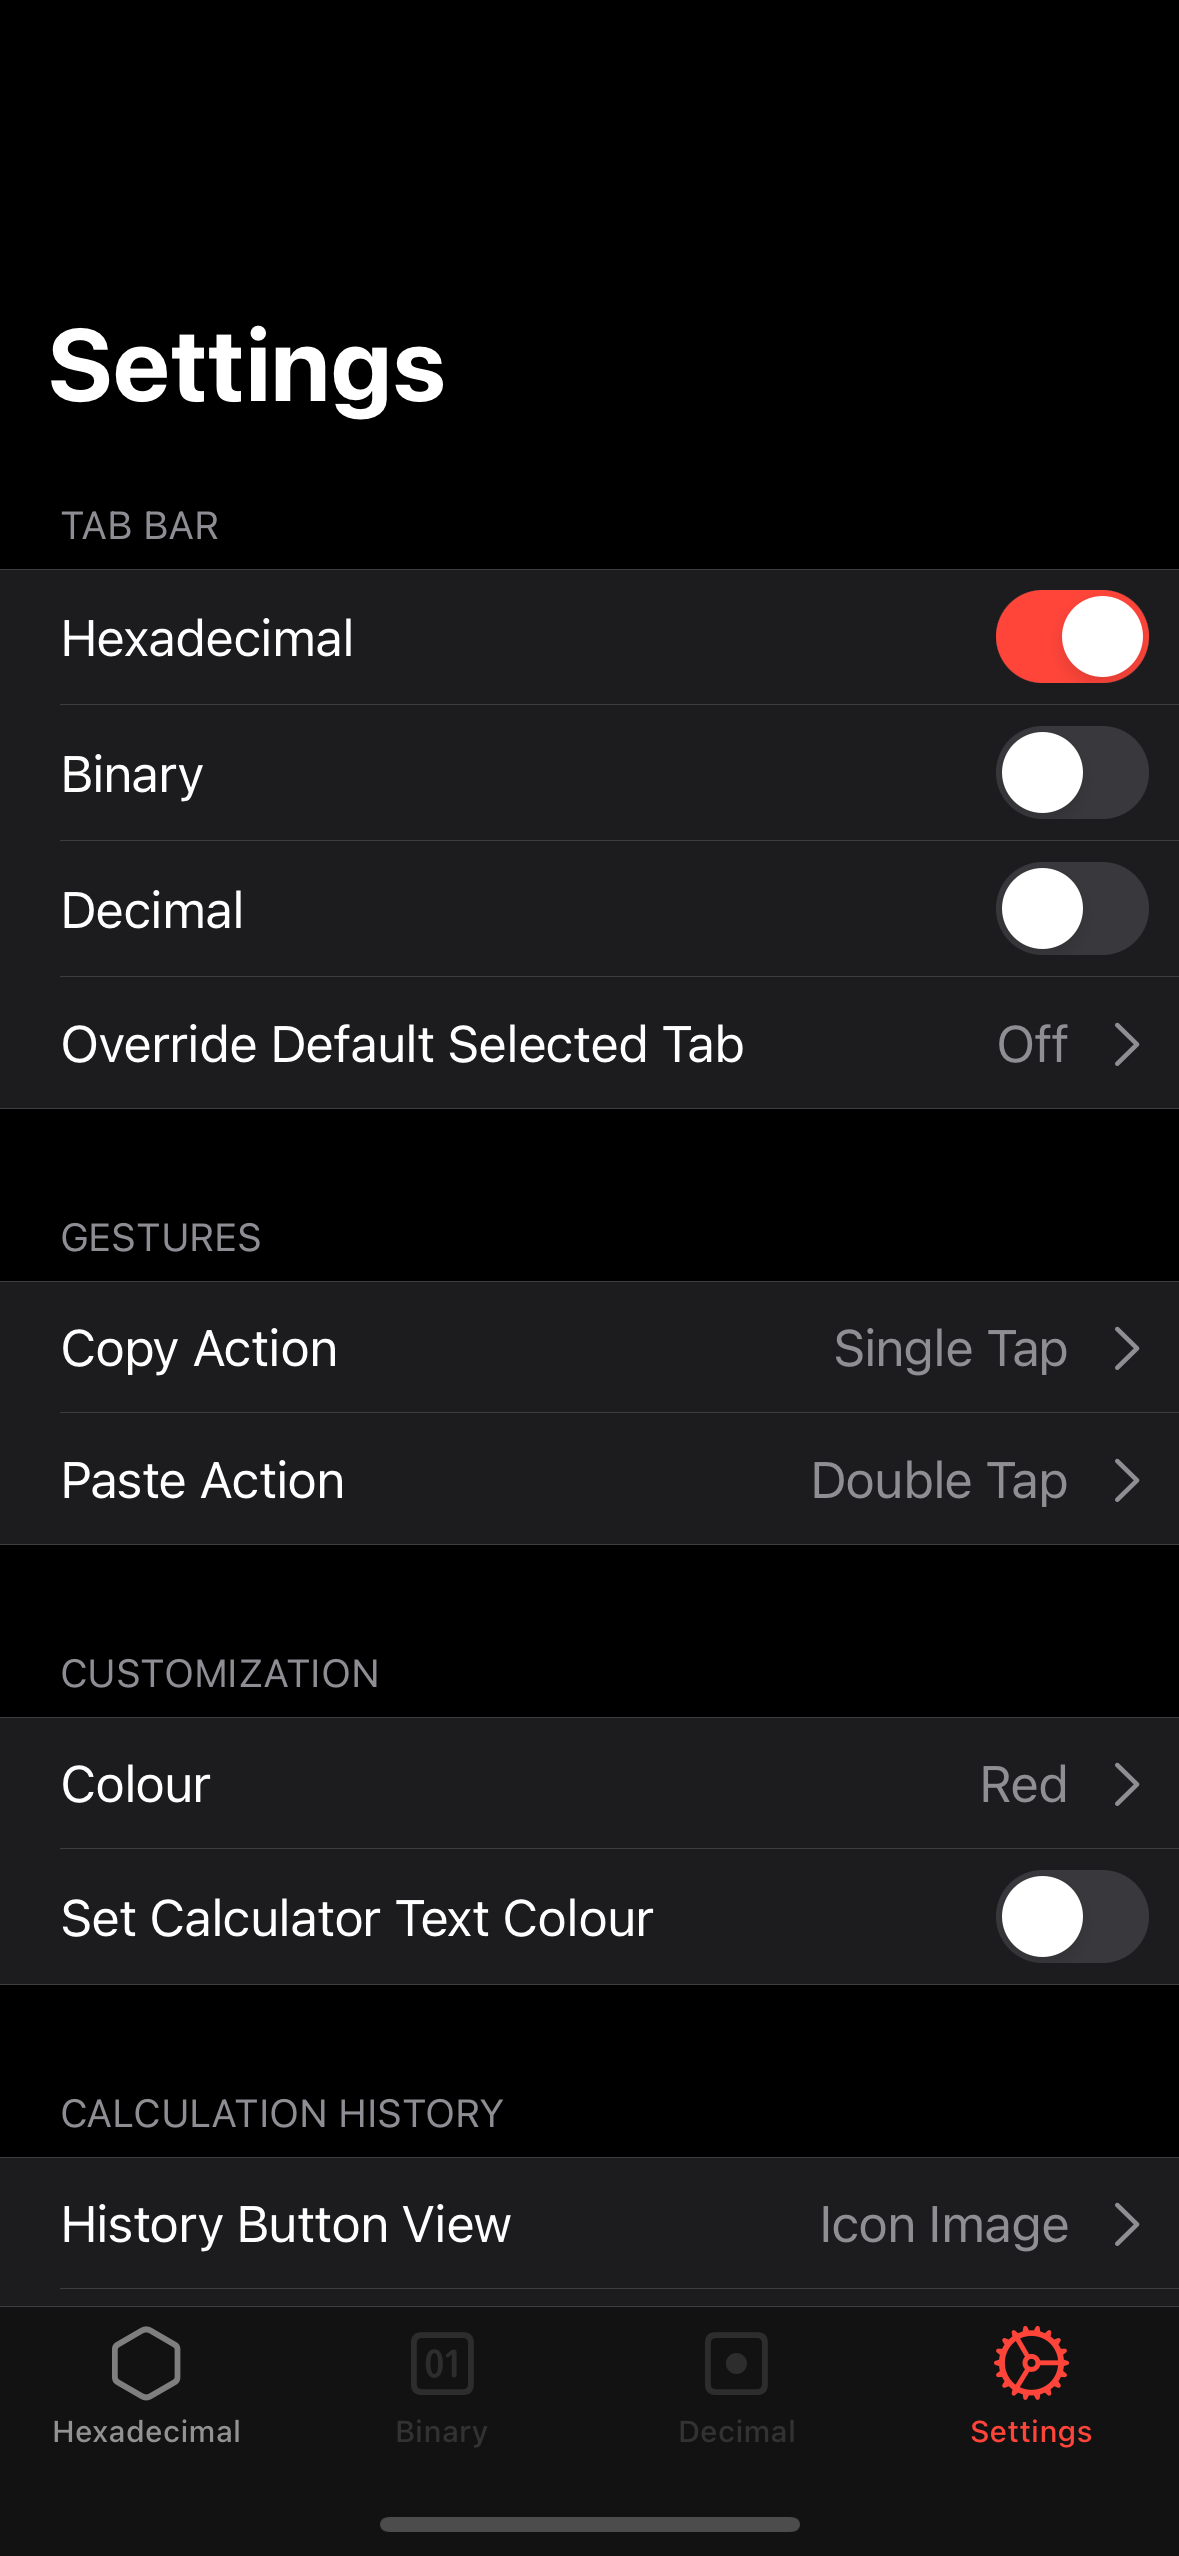 Settings
TAB BAR
Hexadecimal
Binary
Decimal
Override Default Selected Tab Off
GESTURES
Copy Action Single Tap
Paste Action Double Tap
CUSTOMIZATION
Colour Red
Set Calculator Text Colour
CALCULATION HISTORY
History Button View Icon Image
01
Hexadecimal Binary Decimal Settings